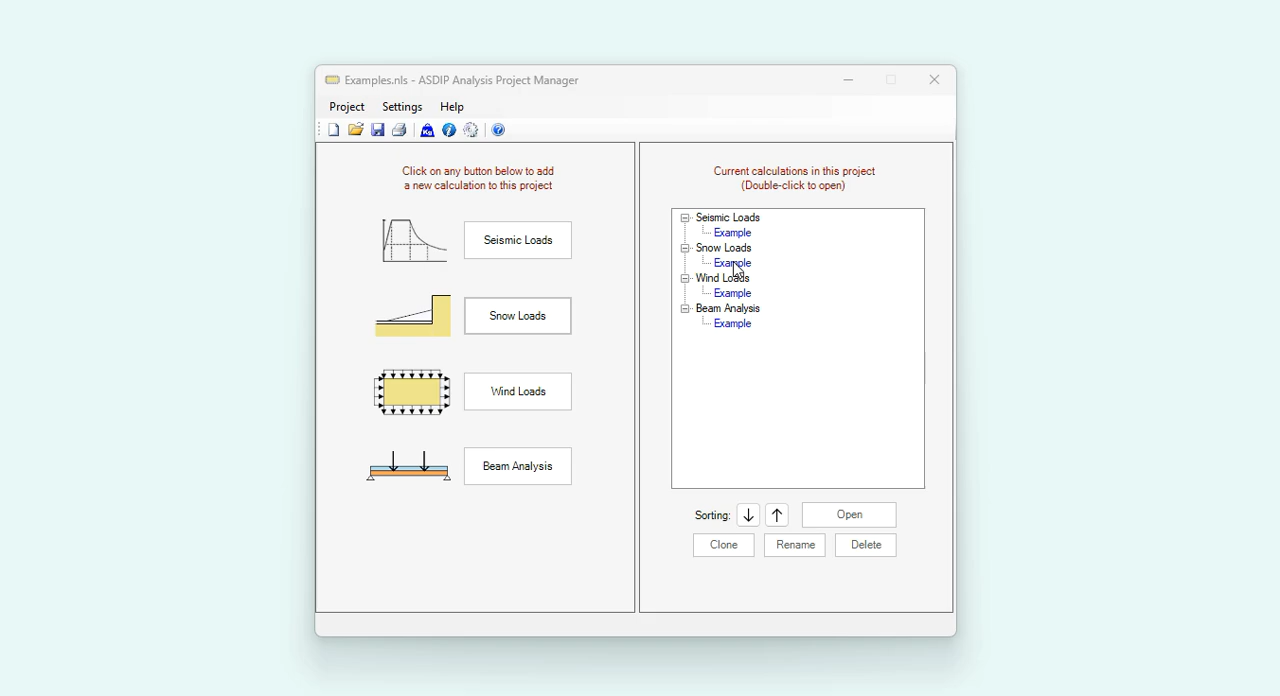 Examples.nls - ASDIP Analysis Project Manager
Project Settings Help
Click on any button below to add
a new calculation to this project
Seismic Loads
Snow Loads
Wind Loads
Beam Analysis
Current calculations in this project
(Double-click to open)
Seismic Loads
Example
Snow Loads
Example
Wind Loads
Example
Beam Analysis
Example
Sorting: Open
Clone Rename Delete